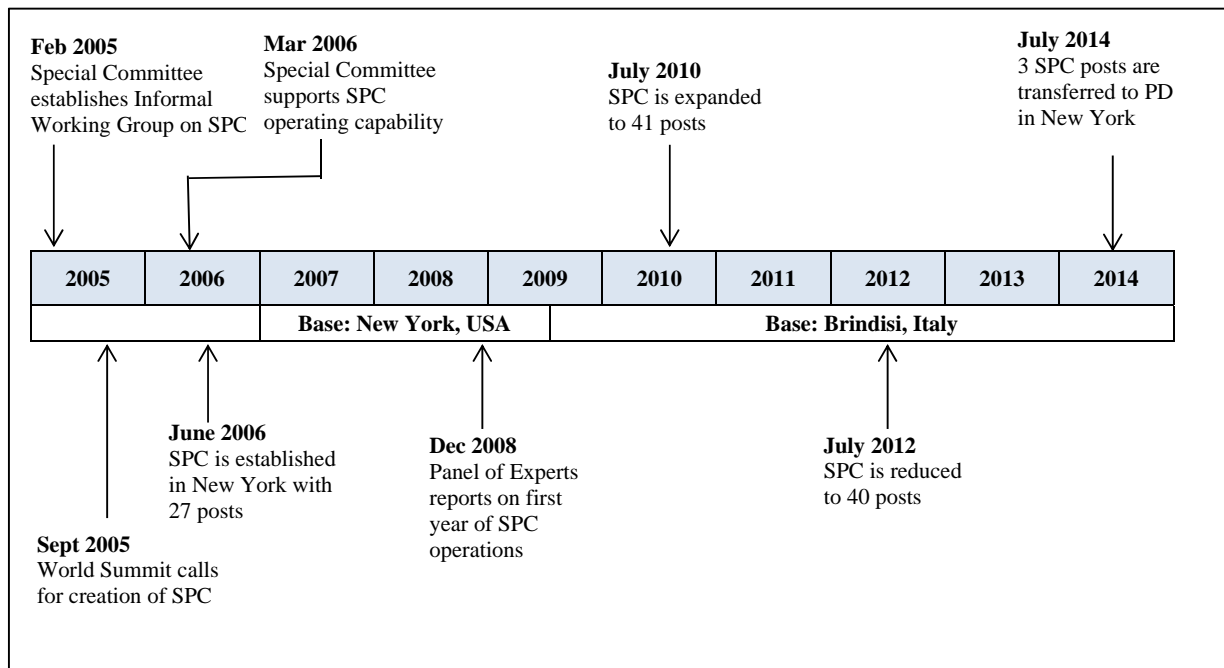 Feb 2005
Special Committee
establishes Informal
Working Group on SPC
Mar 2006
Special Committee
supports SPC
operating capability
July 2010
SPC is expanded
to 41 posts
July 2014
3 SPC posts are
transferred to PD
in New York
2005 2006 2007 2008 2009 2010 2011 2012 2013 2014
Base: New York, USA Base: Brindisi, Italy
Sept 2005
World Summit calls
for creation of SPC
June 2006
SPC is established
in New York with
27 posts
Dec 2008
Panel of Experts
reports on first
year of SPC
operations
July 2012
SPC is reduced
to 40 posts